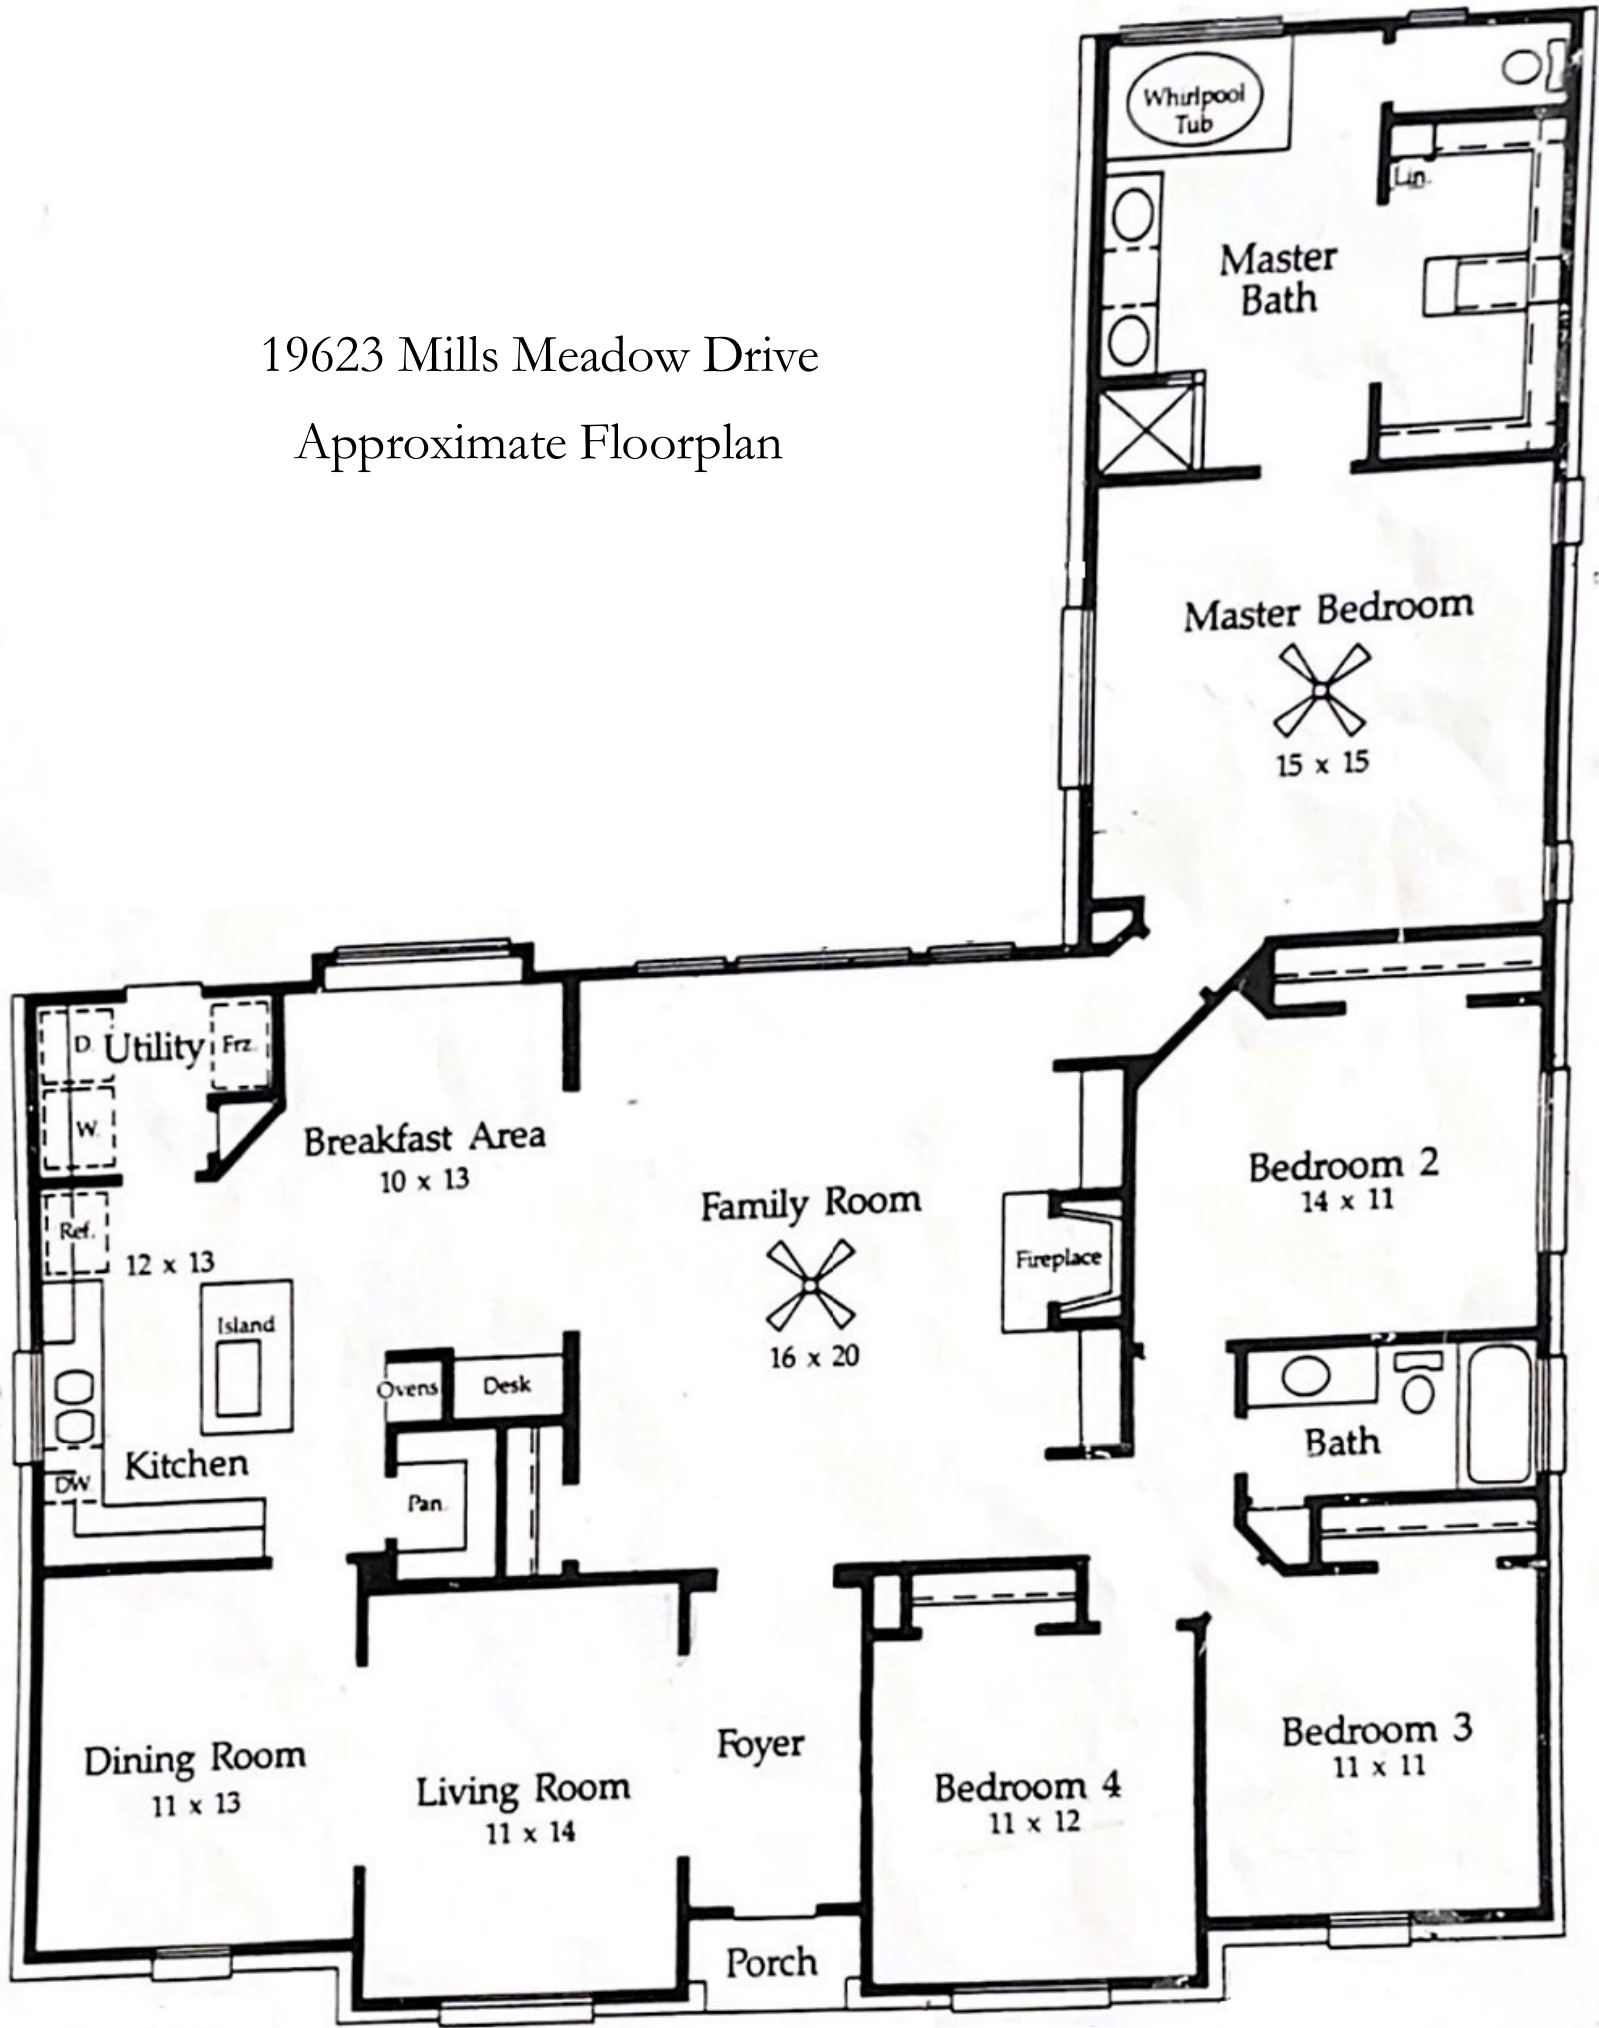 Whirlpool
Tub
Lin.
Master
Bath
19623 Mills Meadow Drive
Approximate Floorplan
Master Bedroom
15 x 15
D.
Utility
Frz.
W.
Breakfast Area
10 x 13
Ref.
12 x 13
Family Room
16 x 20
Fireplace
Bedroom 2
14 x 11
Island
Ovens
Desk
Kitchen
DW
Pan.
Bath
Dining Room
11 x 13
Living Room
11 x 14
Foyer
Porch
Bedroom 4
11 x 12
Bedroom 3
11 x 11